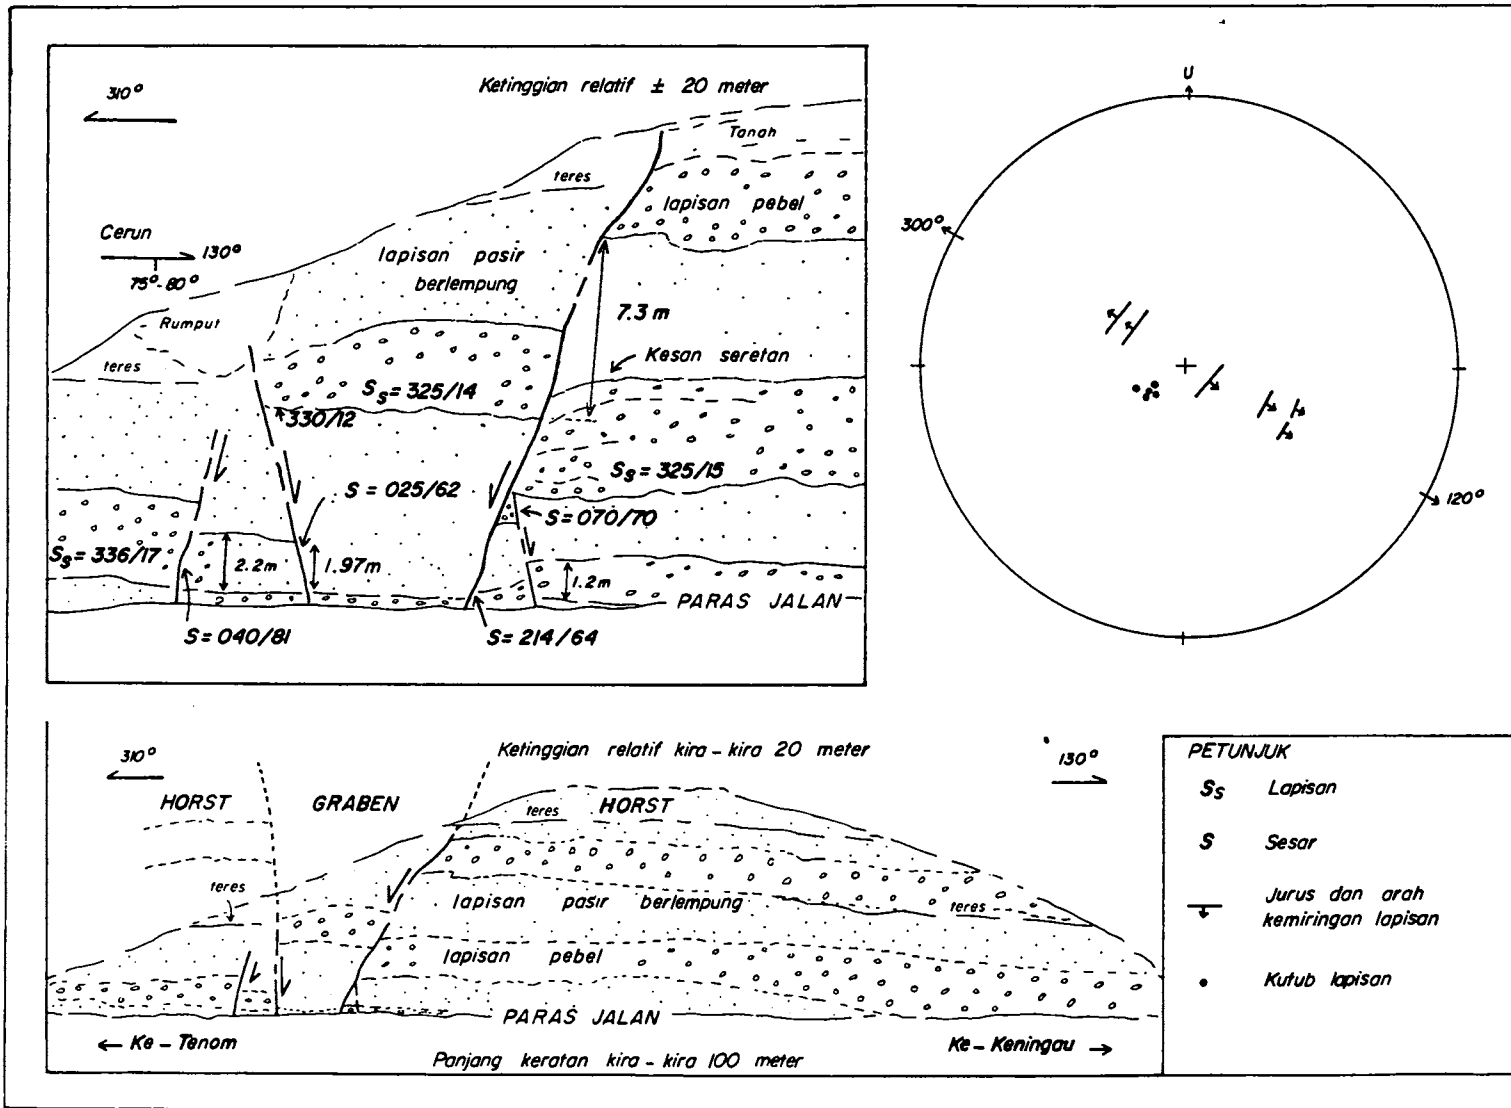 310°
Ketinggian relatif ± 20 meter
Tanah
teres
lapisan pebel
Cerun
130°
75°-80°
lapisan pasir
berlempung
7.3 m
Rumput
teres
Kesan seretan
Ss = 325/14
330/12
Ss = 325/15
S = 025/62
S = 070/70
Ss = 336/17
2.2m
1.97m
1.2m
PARAS JALAN
S = 040/81
S = 214/64
U
300°
120°
310°
Ketinggian relatif kira - kira 20 meter
130°
HORST
GRABEN
teres
HORST
teres
lapisan pasir berlempung
teres
lapisan pebel
PARAS JALAN
← Ke - Tenom
Ke - Keningau →
Panjang keratan kira - kira 100 meter
PETUNJUK
Ss Lapisan
S Sesar
Jurus dan arah
kemiringan lapisan
Kutub lapisan